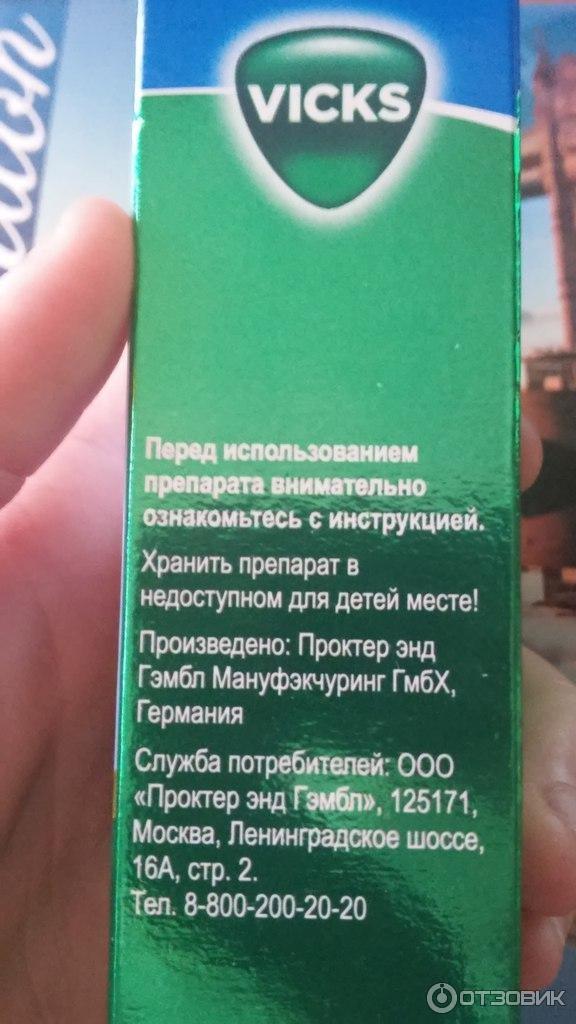 VICKS
Перед использованием
препарата внимательно
ознакомьтесь с инструкцией.
Хранить препарат в
недоступном для детей месте!
Произведено: Проктер энд
Гэмбл Мануфэкчуринг ГмбХ,
Германия
Служба потребителей: ООО
«Проктер энд Гэмбл», 125171,
Москва, Ленинградское шоссе,
16А, стр. 2.
Тел. 8-800-200-20-20
ОТЗОВИК